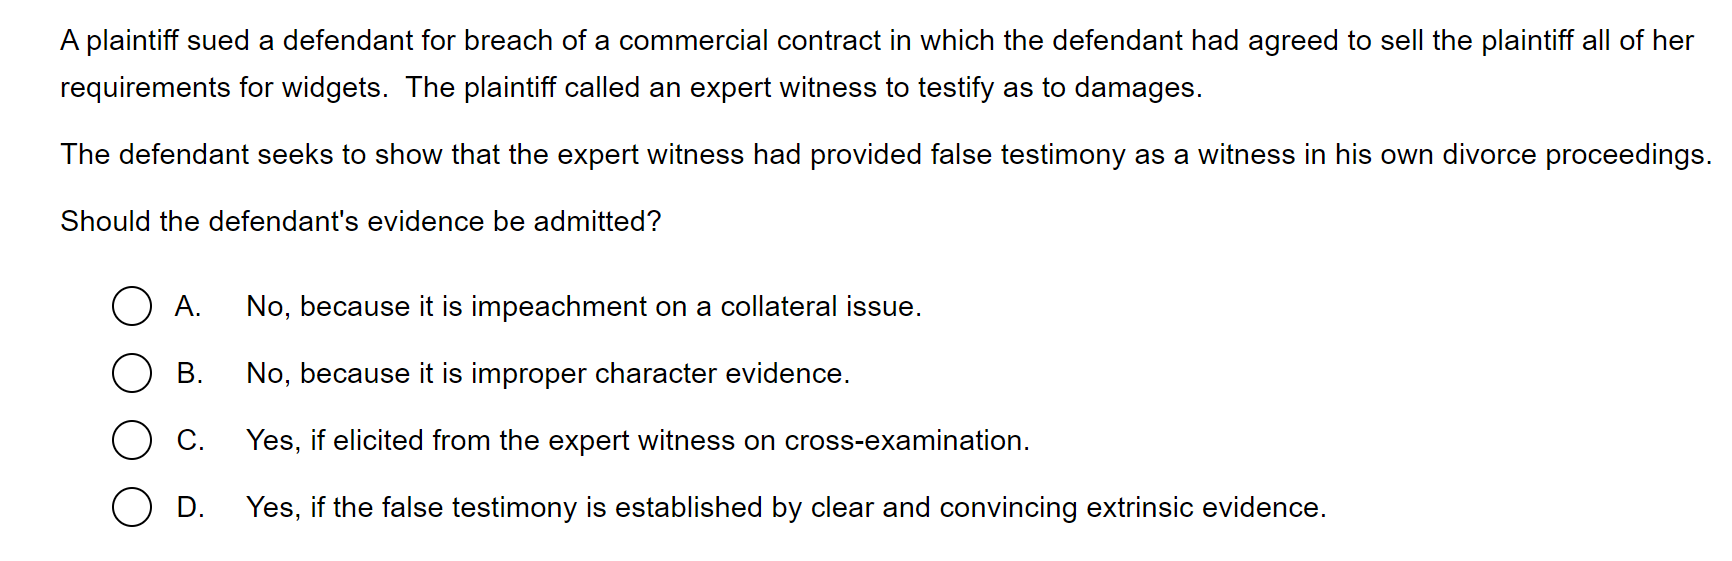 A plaintiff sued a defendant for breach of a commercial contract in which the defendant had agreed to sell the plaintiff all of her
requirements for widgets.  The plaintiff called an expert witness to testify as to damages.
The defendant seeks to show that the expert witness had provided false testimony as a witness in his own divorce proceedings.
Should the defendant's evidence be admitted?
A. No, because it is impeachment on a collateral issue.
B. No, because it is improper character evidence.
C. Yes, if elicited from the expert witness on cross-examination.
D. Yes, if the false testimony is established by clear and convincing extrinsic evidence.